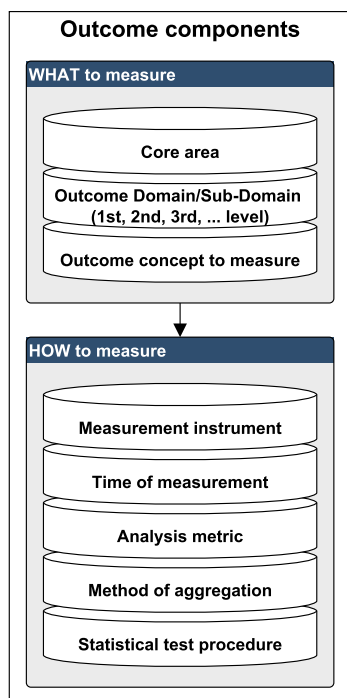 Outcome components
WHAT to measure
Core area
Outcome Domain/Sub-Domain
(1st, 2nd, 3rd, ... level)
Outcome concept to measure
HOW to measure
Measurement instrument
Time of measurement
Analysis metric
Method of aggregation
Statistical test procedure